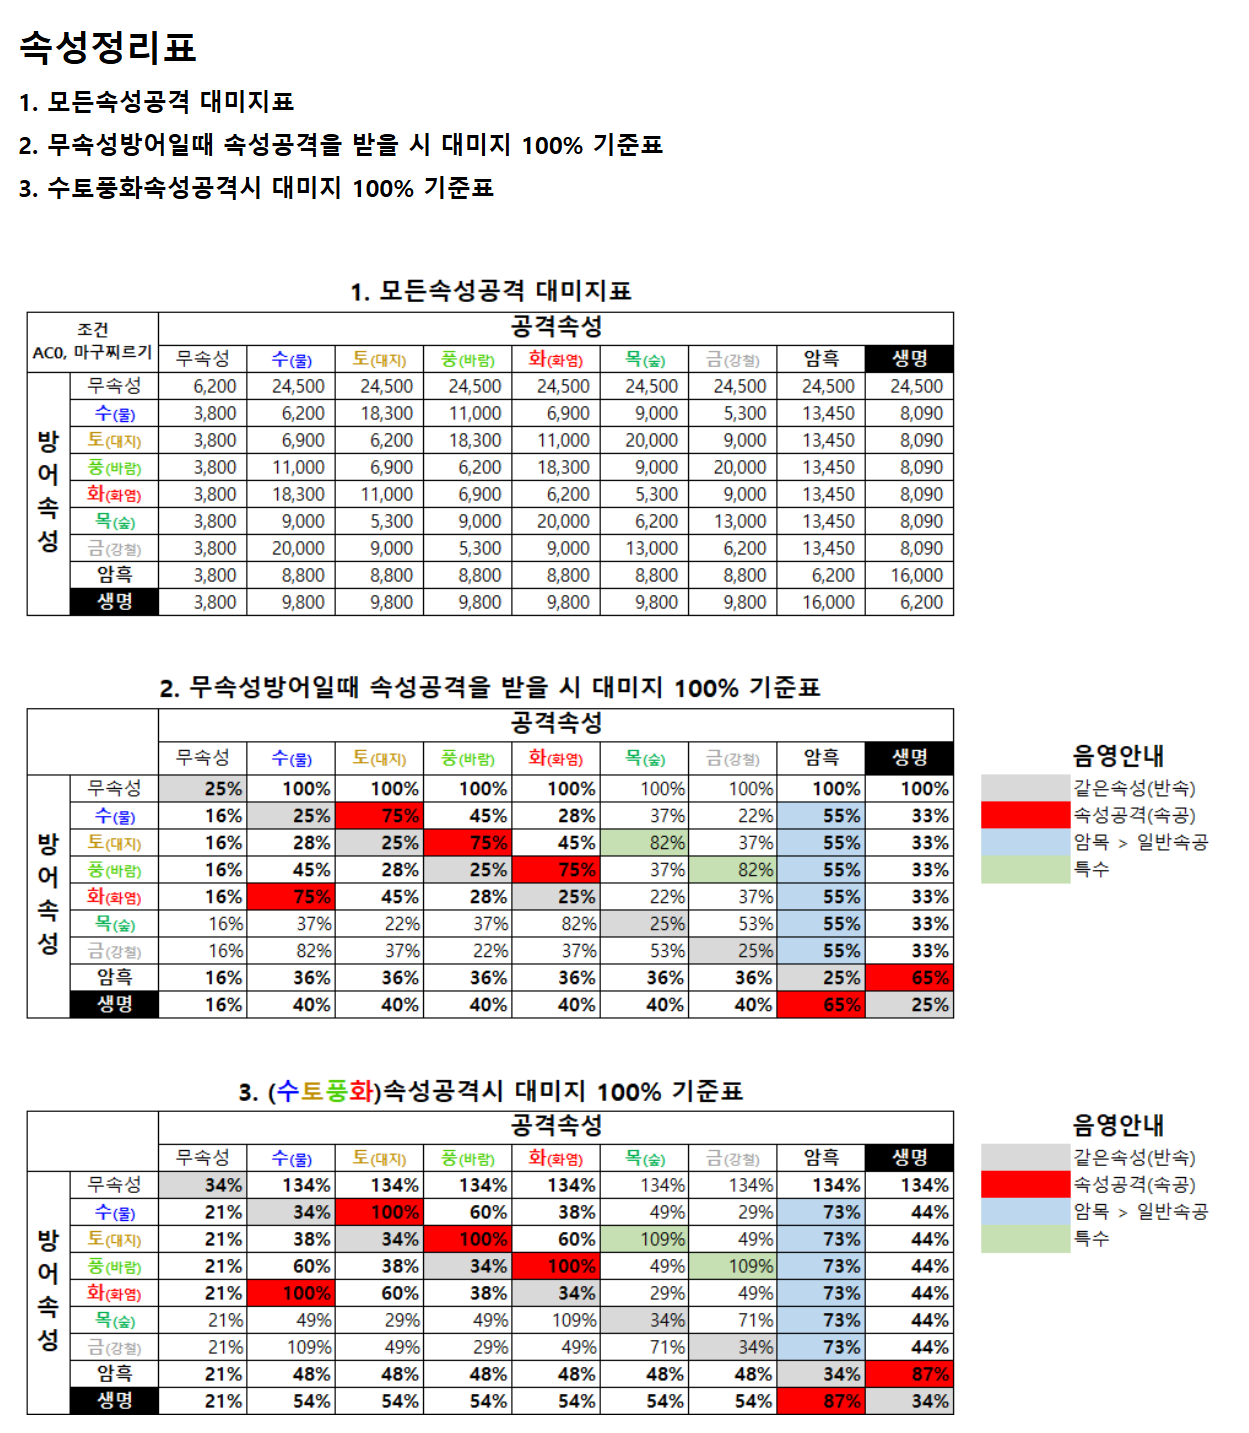 속성정리표
1. 모든속성공격 대미지표
2. 무속성방어일때 속성공격을 받을 시 대미지 100% 기준표
3. 수토풍화속성공격시 대미지 100% 기준표
1. 모든속성공격 대미지표
조건 공격속성
AC0, 마구찌르기 무속성 수(물) 토(대지) 풍(바람) 화(화염) 목(숲) 금(강철) 암흑 생명
방어속성
무속성 6,200 24,500 24,500 24,500 24,500 24,500 24,500 24,500 24,500
수(물) 3,800 6,200 18,300 11,000 6,900 9,000 5,300 13,450 8,090
토(대지) 3,800 6,900 6,200 18,300 11,000 20,000 9,000 13,450 8,090
풍(바람) 3,800 11,000 6,900 6,200 18,300 9,000 20,000 13,450 8,090
화(화염) 3,800 18,300 11,000 6,900 6,200 5,300 9,000 13,450 8,090
목(숲) 3,800 9,000 5,300 9,000 20,000 6,200 13,000 13,450 8,090
금(강철) 3,800 20,000 9,000 5,300 9,000 13,000 6,200 13,450 8,090
암흑 3,800 8,800 8,800 8,800 8,800 8,800 8,800 6,200 16,000
생명 3,800 9,800 9,800 9,800 9,800 9,800 9,800 16,000 6,200
2. 무속성방어일때 속성공격을 받을 시 대미지 100% 기준표
공격속성
무속성 수(물) 토(대지) 풍(바람) 화(화염) 목(숲) 금(강철) 암흑 생명
방어속성
무속성 25% 100% 100% 100% 100% 100% 100% 100% 100%
수(물) 16% 25% 75% 45% 28% 37% 22% 55% 33%
토(대지) 16% 28% 25% 75% 45% 82% 37% 55% 33%
풍(바람) 16% 45% 28% 25% 75% 37% 82% 55% 33%
화(화염) 16% 75% 45% 28% 25% 22% 37% 55% 33%
목(숲) 16% 37% 22% 37% 82% 25% 53% 55% 33%
금(강철) 16% 82% 37% 22% 37% 53% 25% 55% 33%
암흑 16% 36% 36% 36% 36% 36% 36% 25% 65%
생명 16% 40% 40% 40% 40% 40% 40% 65% 25%
음영안내
같은속성(반속)
속성공격(속공)
암목 > 일반속공
특수
3. (수토풍화)속성공격시 대미지 100% 기준표
공격속성
무속성 수(물) 토(대지) 풍(바람) 화(화염) 목(숲) 금(강철) 암흑 생명
방어속성
무속성 34% 134% 134% 134% 134% 134% 134% 134% 134%
수(물) 21% 34% 100% 60% 38% 49% 29% 73% 44%
토(대지) 21% 38% 34% 100% 60% 109% 49% 73% 44%
풍(바람) 21% 60% 38% 34% 100% 49% 109% 73% 44%
화(화염) 21% 100% 60% 38% 34% 29% 49% 73% 44%
목(숲) 21% 49% 29% 49% 109% 34% 71% 73% 44%
금(강철) 21% 109% 49% 29% 49% 71% 34% 73% 44%
암흑 21% 48% 48% 48% 48% 48% 48% 34% 87%
생명 21% 54% 54% 54% 54% 54% 54% 87% 34%
음영안내
같은속성(반속)
속성공격(속공)
암목 > 일반속공
특수